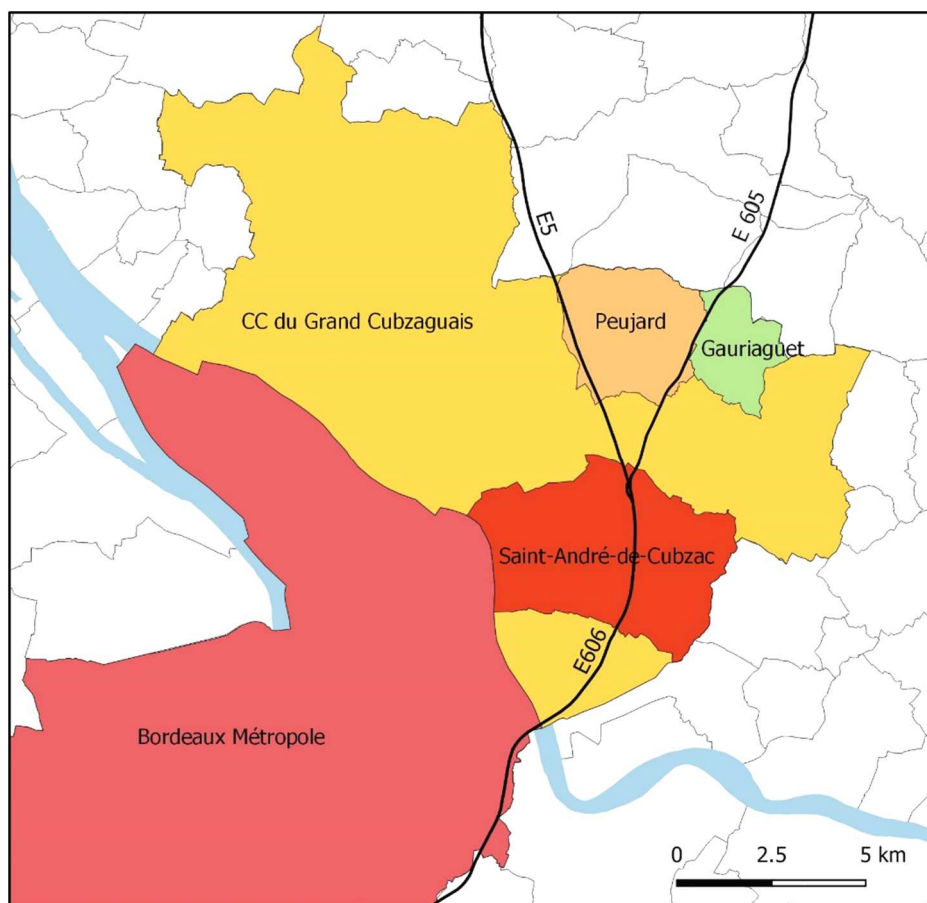 E5
E 605
CC du Grand Cubzaguais
Peujard
Gauriaguet
Saint-André-de-Cubzac
E606
Bordeaux Métropole
0 2.5 5 km